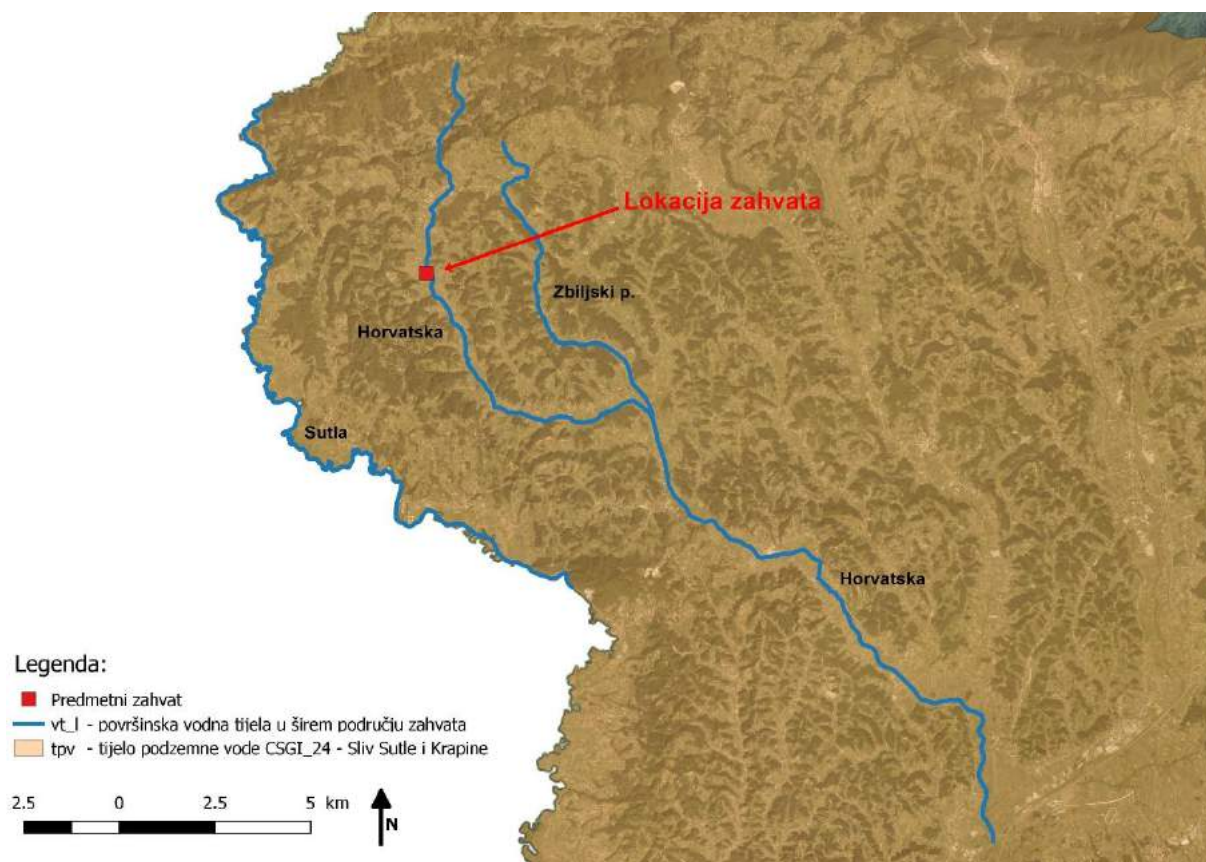 Lokacija zahvata
Zbiljski p.
Horvatska
Sutla
Horvatska
Legenda:
Predmetni zahvat
vt_l - površinska vodna tijela u širem području zahvata
tpv - tijelo podzemne vode CSGI_24 - Sliv Sutle i Krapine
2.5 0 2.5 5 km
N